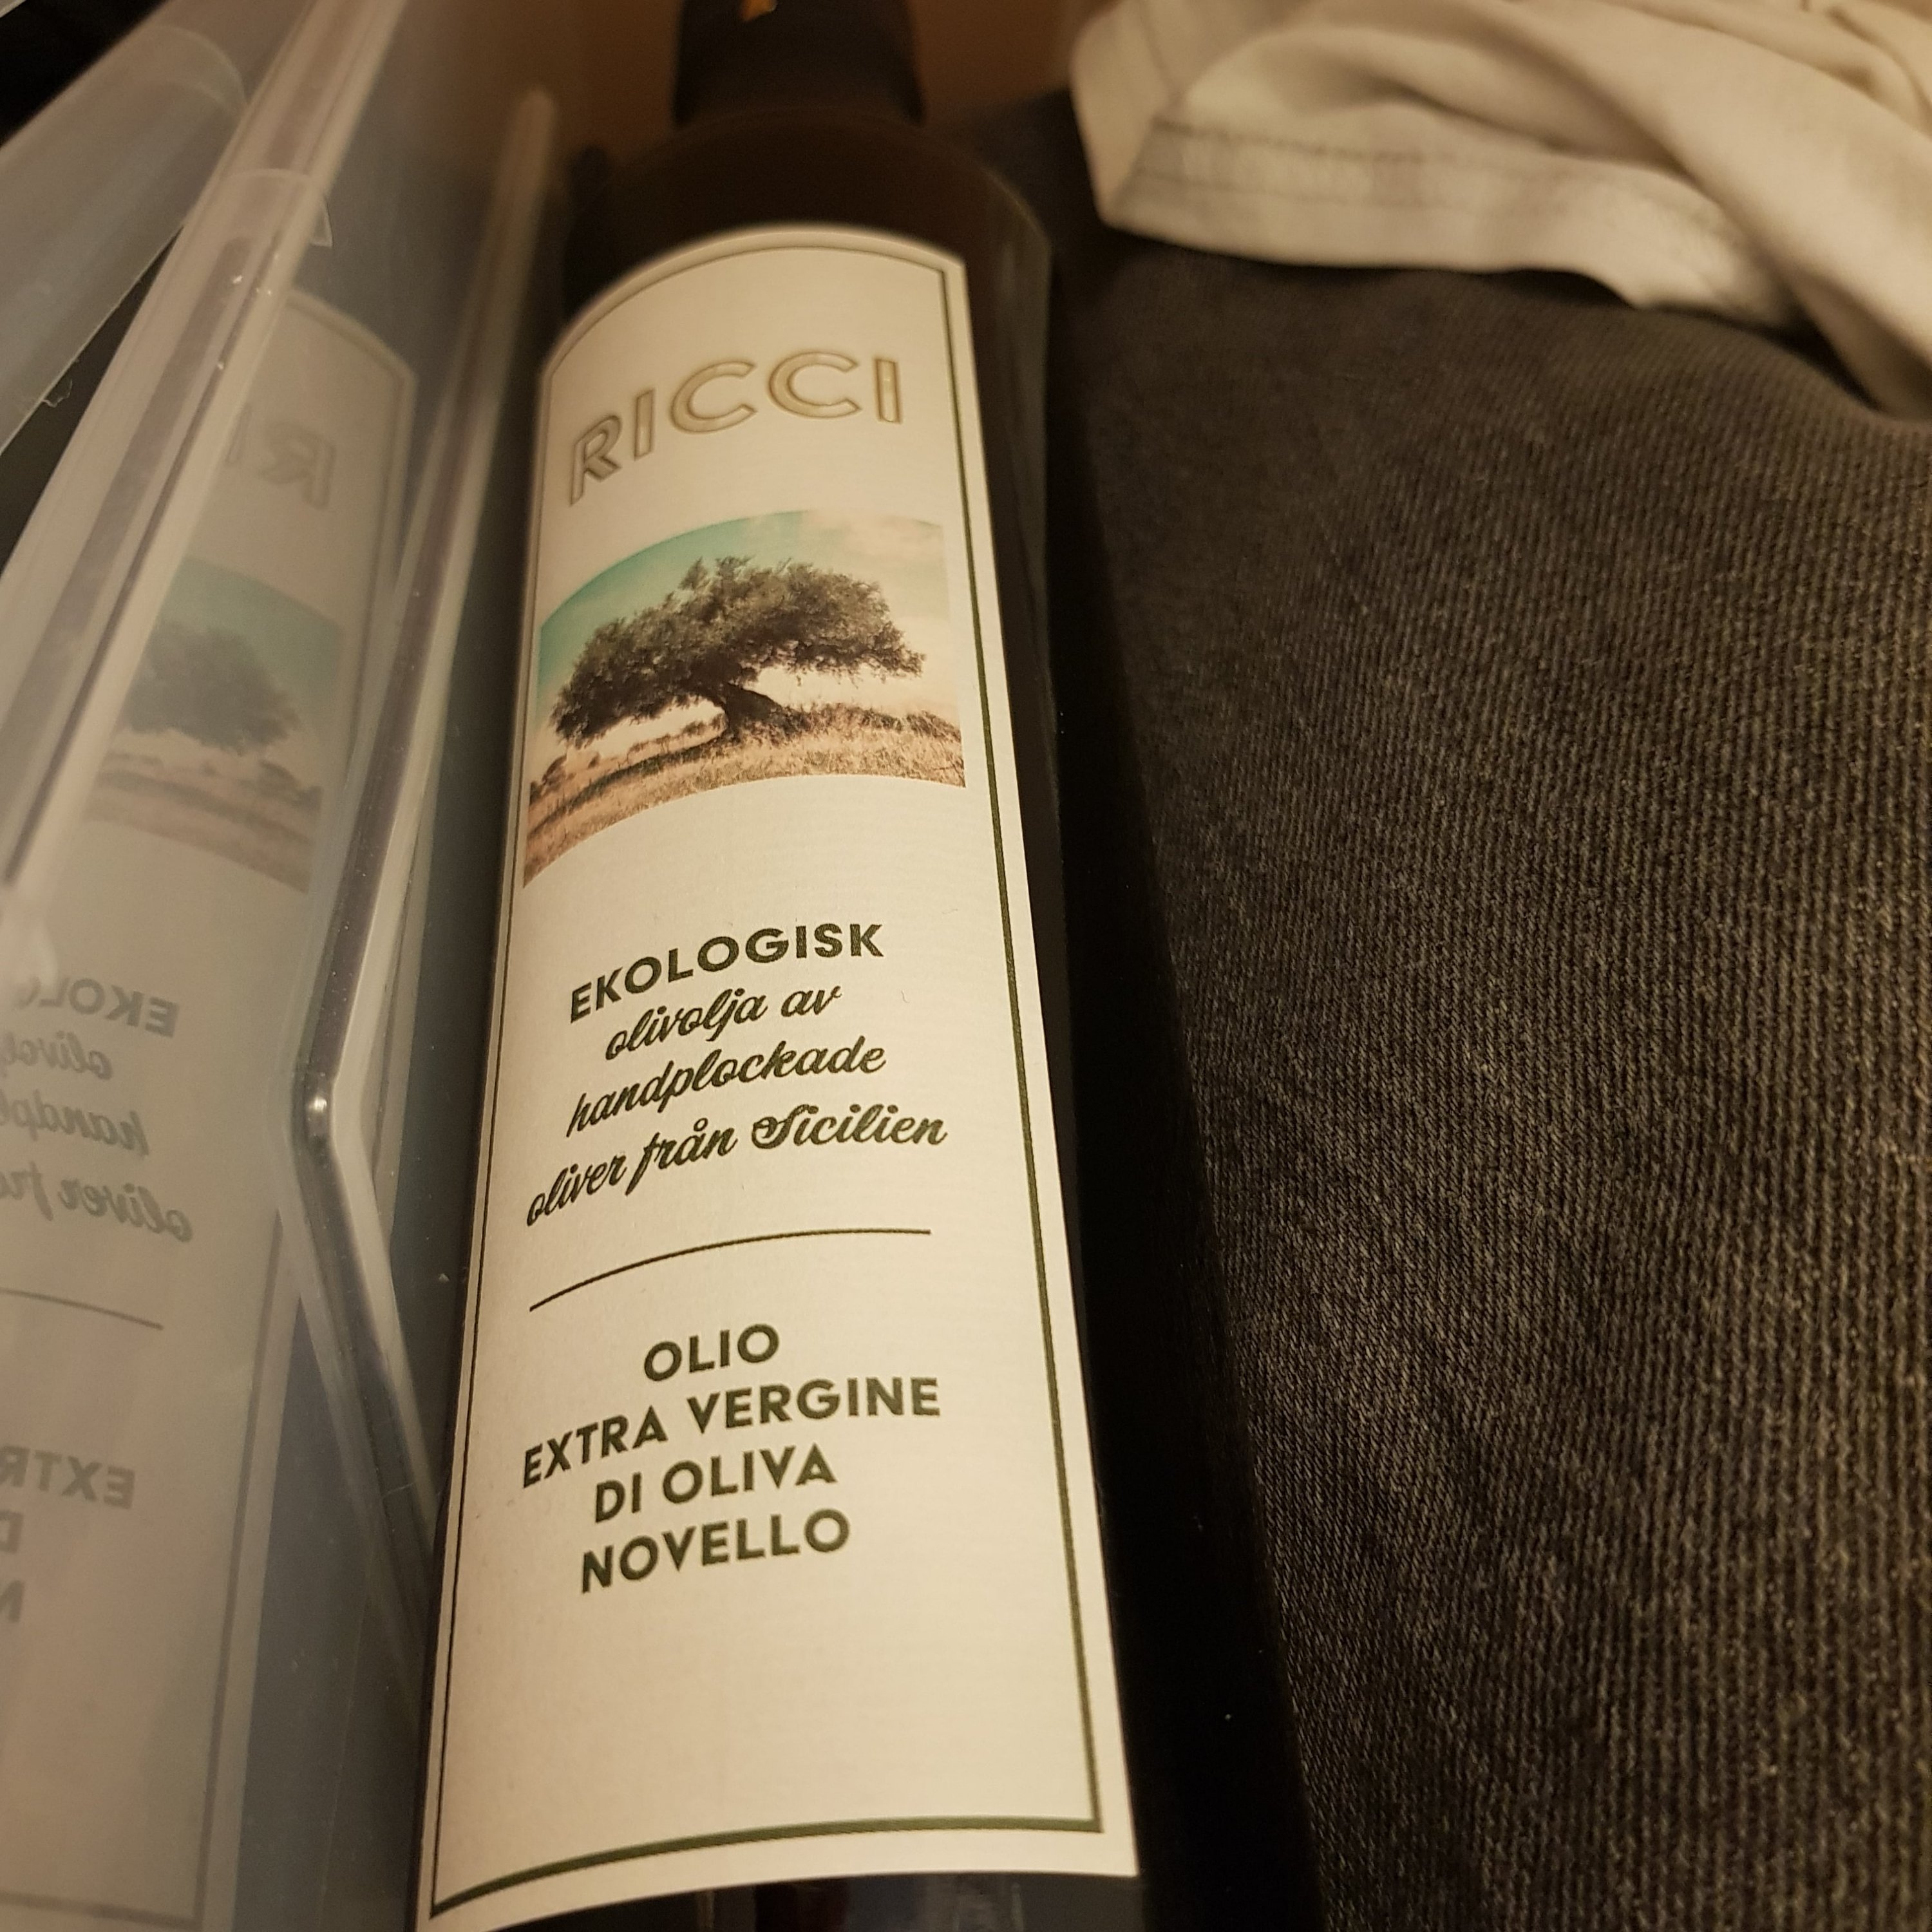 RICCI
EKOLOGISK
olivolja av
handplockade
oliver från Sicilien
OLIO
EXTRA VERGINE
DI OLIVA
NOVELLO